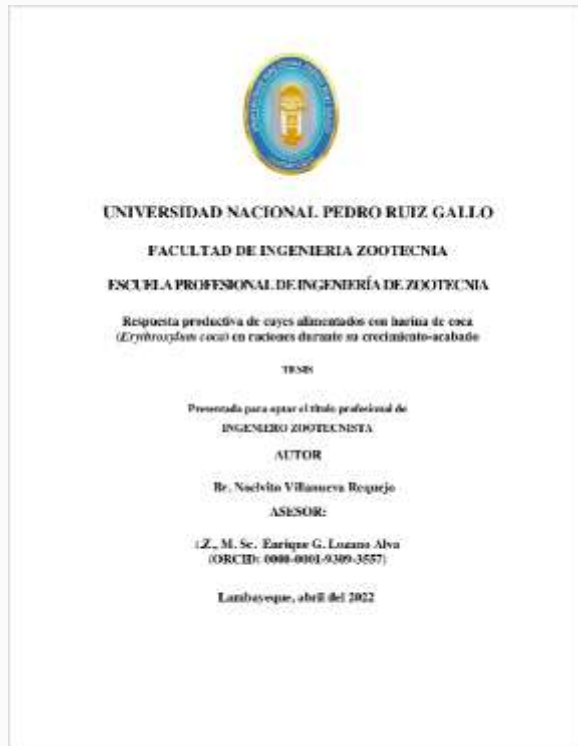 UNIVERSIDAD NACIONAL PEDRO RUIZ GALLO
FACULTAD DE INGENIERIA ZOOTECNIA
ESCUELA PROFESIONAL DE INGENIERÍA DE ZOOTECNIA
Respuesta productiva de cuyes alimentados con harina de coca
(Erythroxylum coca) en raciones durante su crecimiento-acabado
TESIS
Presentada para optar el título profesional de
INGENIERO ZOOTECNISTA
AUTOR
Br. Noelvito Villanueva Requejo
ASESOR:
I.Z., M. Sc. Enrique G. Lozano Alva
(ORCID: 0000-0001-9309-3557)
Lambayeque, abril del 2022